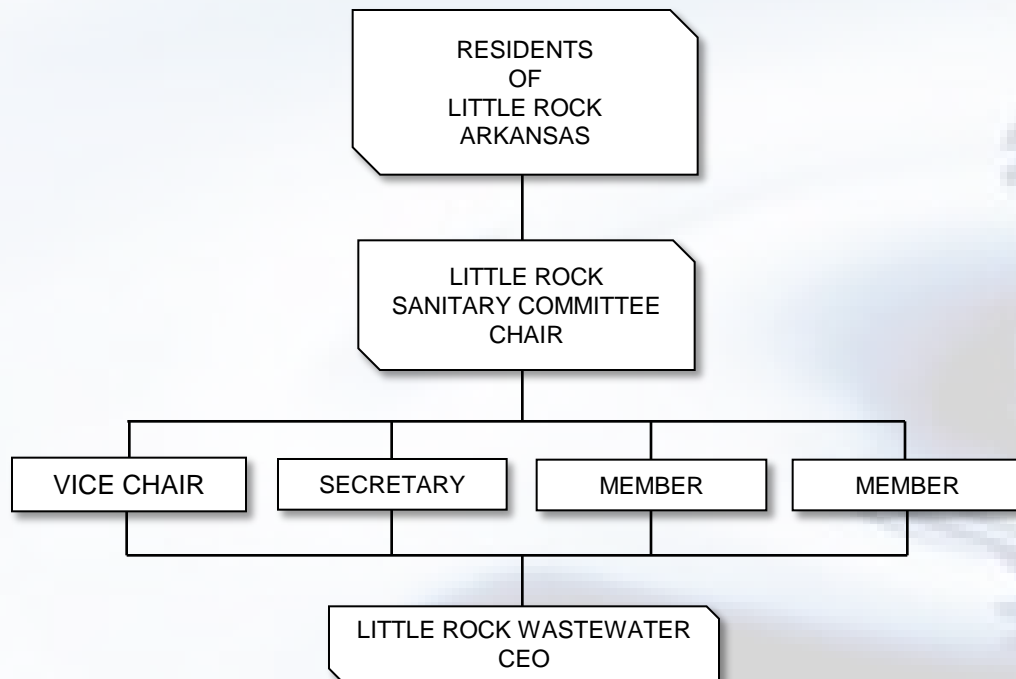 RESIDENTS
OF
LITTLE ROCK
ARKANSAS
LITTLE ROCK
SANITARY COMMITTEE
CHAIR
VICE CHAIR
SECRETARY
MEMBER
MEMBER
LITTLE ROCK WASTEWATER
CEO